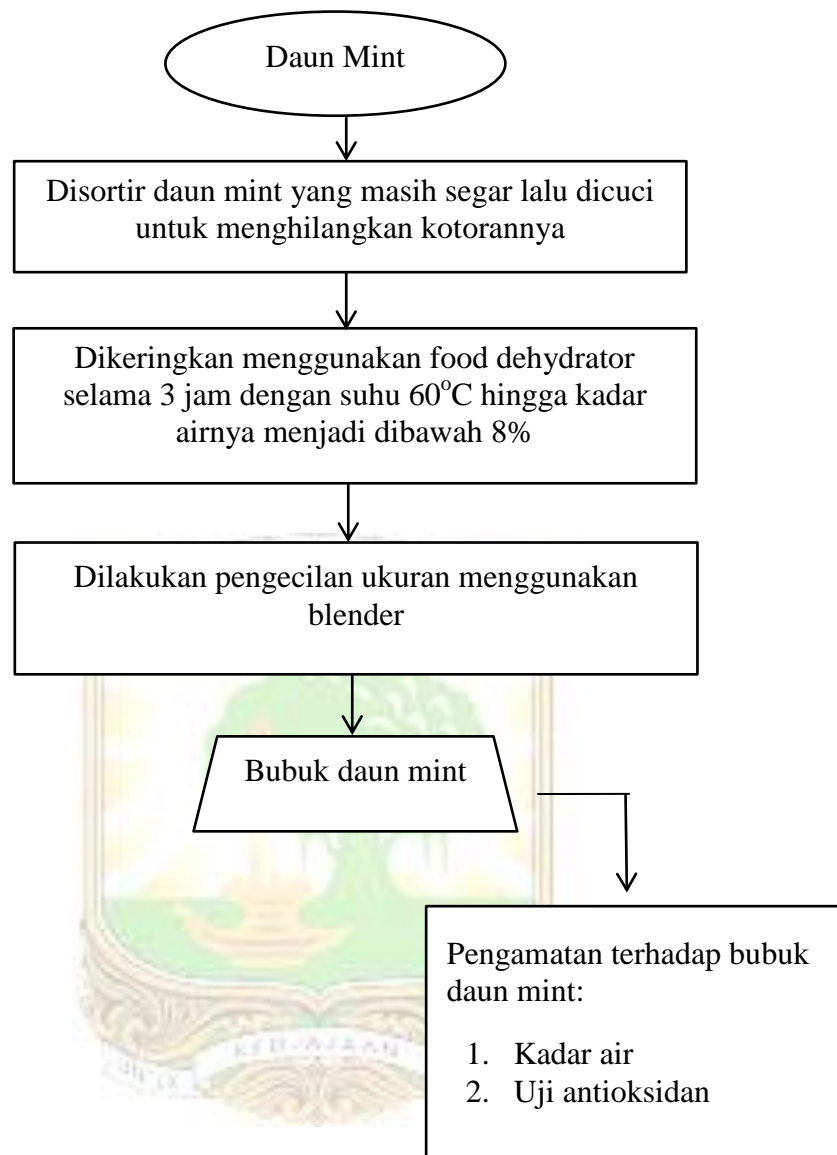 Daun Mint
Disortir daun mint yang masih segar lalu dicuci
untuk menghilangkan kotorannya
Dikeringkan menggunakan food dehydrator
selama 3 jam dengan suhu 60°C hingga kadar
airnya menjadi dibawah 8%
Dilakukan pengecilan ukuran menggunakan
blender
Bubuk daun mint
Pengamatan terhadap bubuk
daun mint:
1. Kadar air
2. Uji antioksidan
KEDJAJAAN